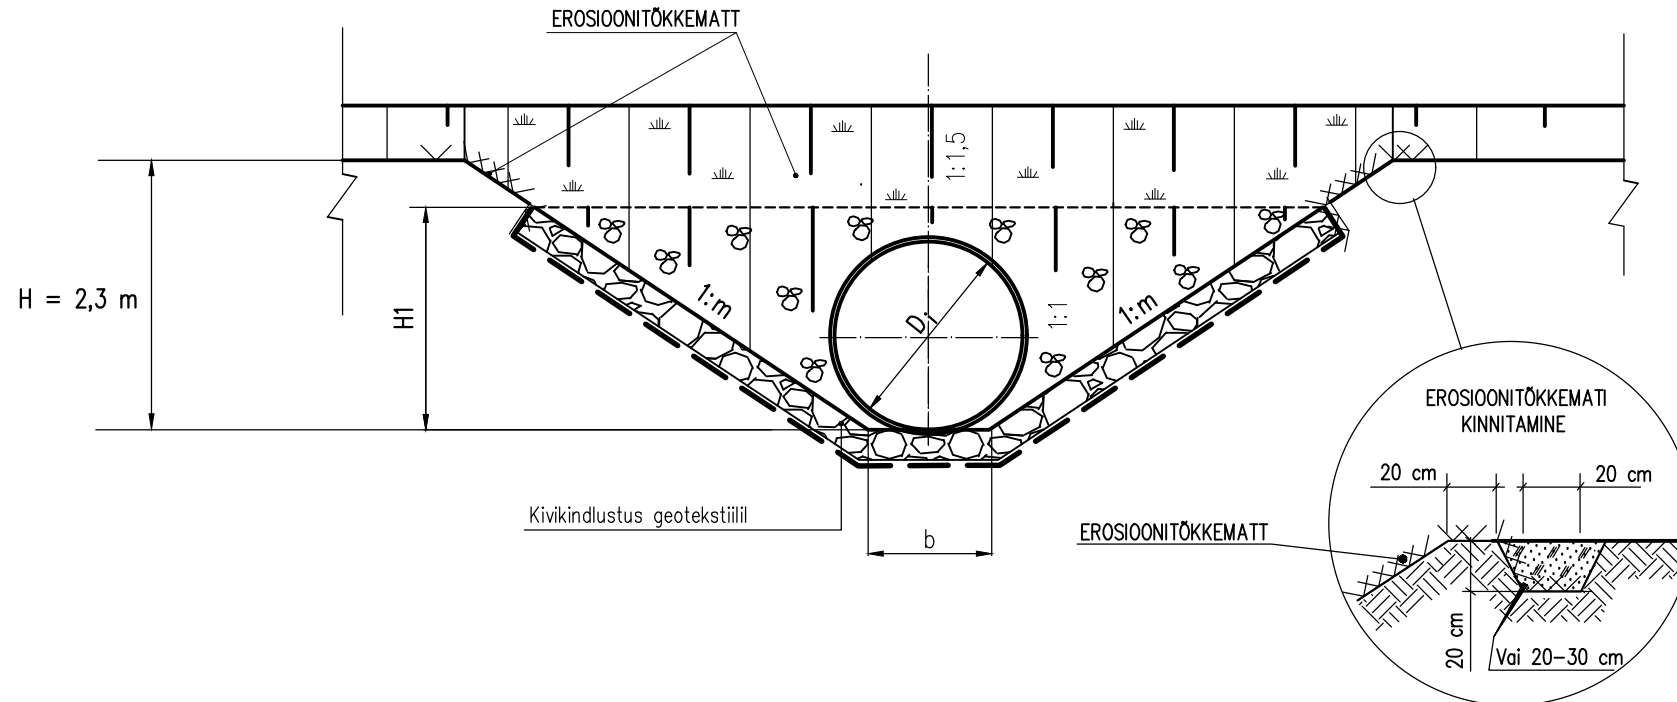 EROSIOONITÕKKEMATT
1:1,5
H = 2,3 m
H1
1:m
Di
1:1
1:m
EROSIOONITÕKKEMATI
KINNITAMINE
20 cm
20 cm
Kivikindlustus geotekstiilil
b
EROSIOONITÕKKEMATT
20 cm
Vai 20-30 cm